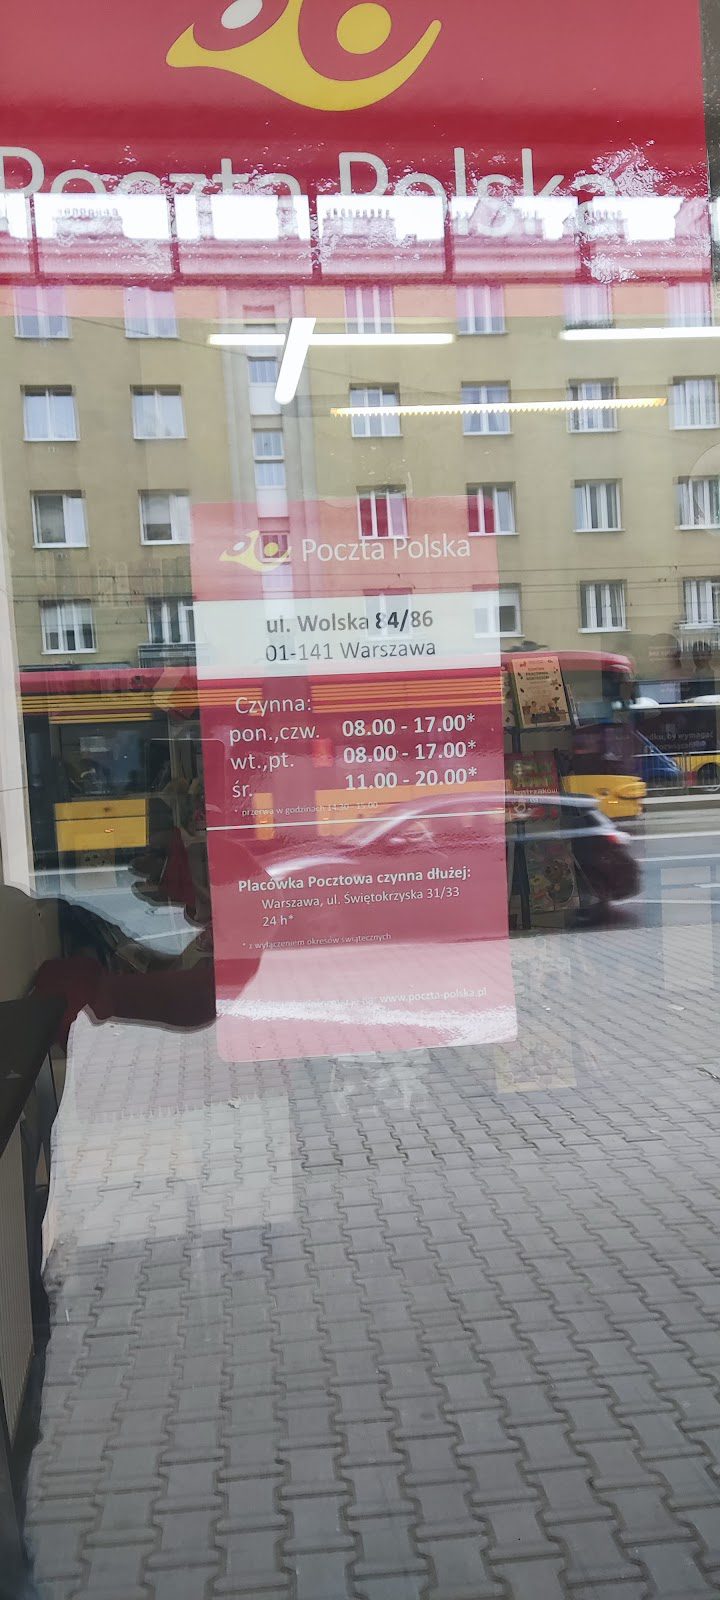 Poczta Polska
Poczta Polska
ul. Wolska 84/86
01-141 Warszawa
Czynna:
pon.,czw. 08.00 - 17.00*
wt.,pt. 08.00 - 17.00*
śr. 11.00 - 20.00*
* przerwa w godzinach
Placówka Pocztowa czynna dłużej:
Warszawa, ul. Świętokrzyska 31/33
24 h*
* z wyłączeniem okresów świątecznych
www.poczta-polska.pl